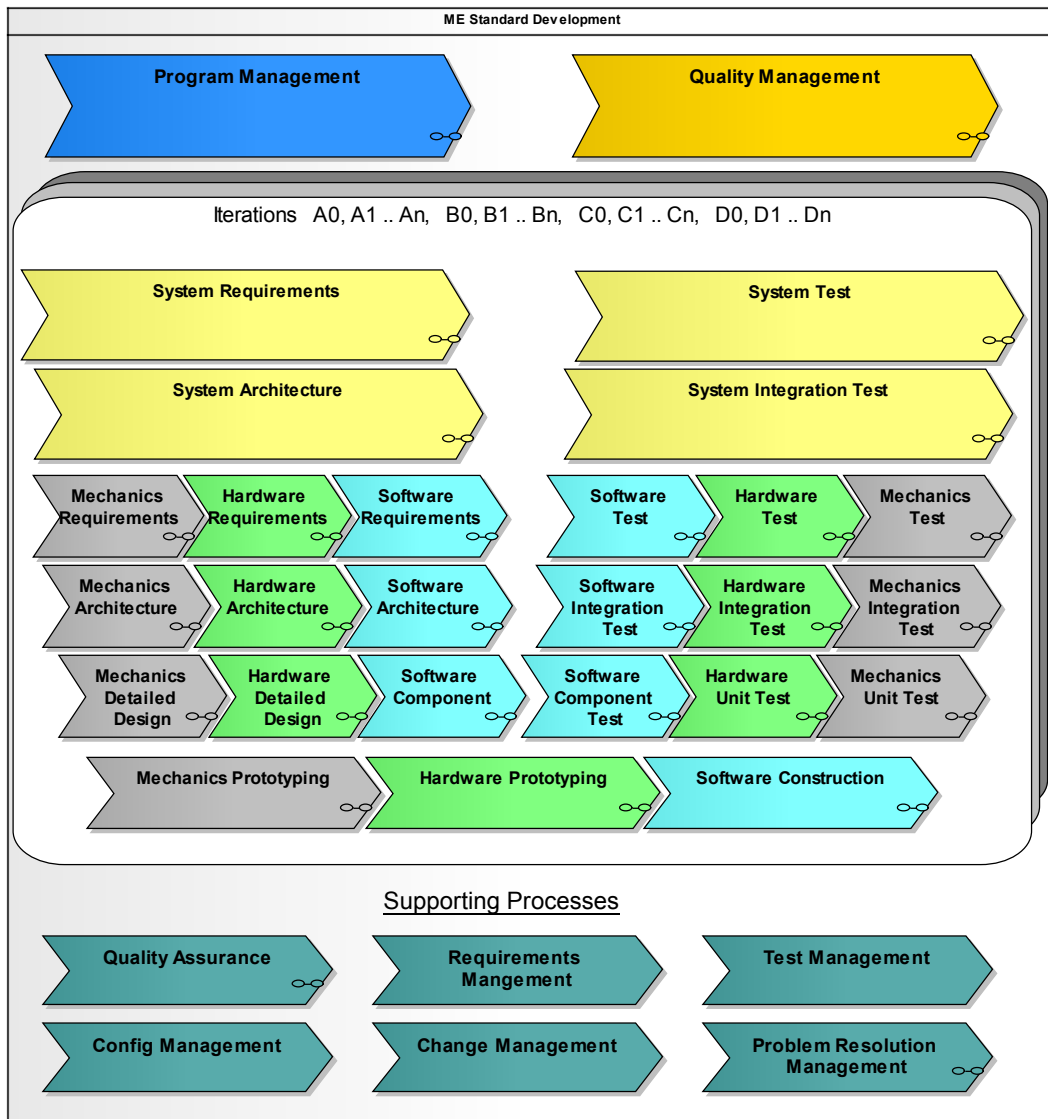 ME Standard Development
Program Management
Quality Management
Iterations A0, A1 .. An, B0, B1 .. Bn, C0, C1 .. Cn, D0, D1 .. Dn
System Requirements
System Test
System Architecture
System Integration Test
Mechanics
Requirements
Hardware
Requirements
Software
Requirements
Software
Test
Hardware
Test
Mechanics
Test
Mechanics
Architecture
Hardware
Architecture
Software
Architecture
Software
Integration
Test
Hardware
Integration
Test
Mechanics
Integration
Test
Mechanics
Detailed
Design
Hardware
Detailed
Design
Software
Component
Software
Component
Test
Hardware
Unit Test
Mechanics
Unit Test
Mechanics Prototyping
Hardware Prototyping
Software Construction
Supporting Processes
Quality Assurance
Requirements
Mangement
Test Management
Config Management
Change Management
Problem Resolution
Management